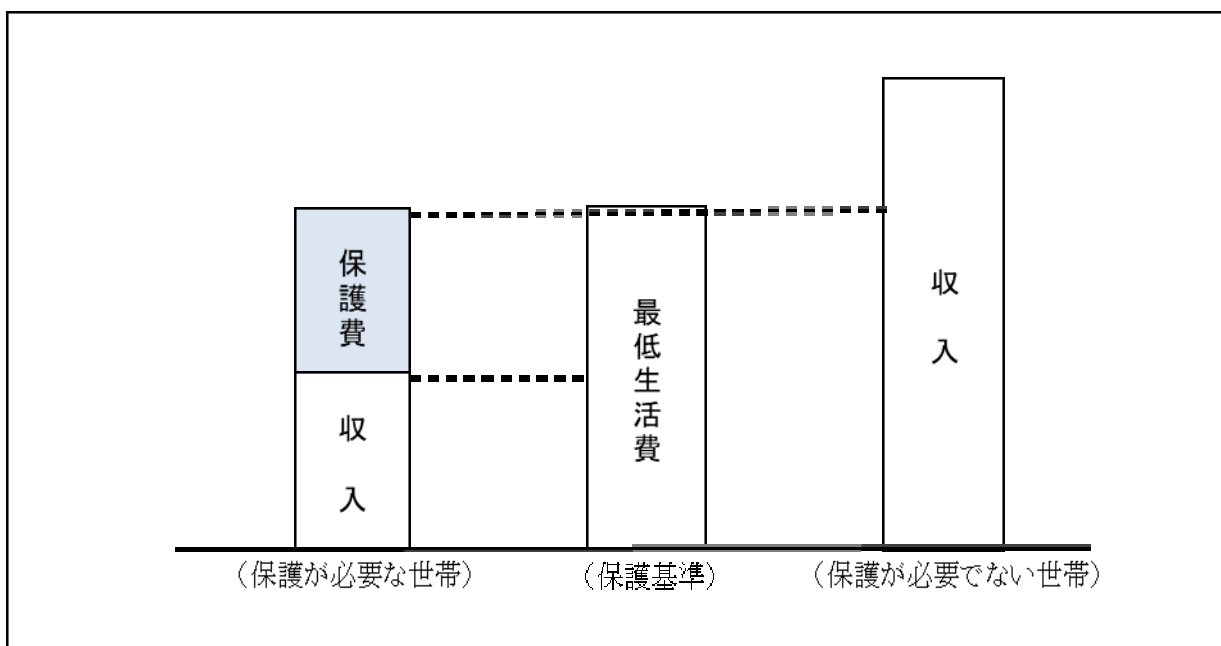 保護費
収入
最低生活費
収入
（保護が必要な世帯）
（保護基準）
（保護が必要でない世帯）